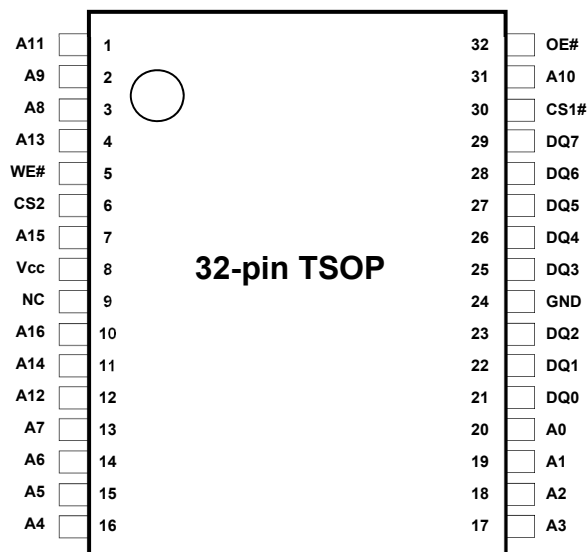 A11 1 32 OE#
A9 2 31 A10
A8 3 30 CS1#
A13 4 29 DQ7
WE# 5 28 DQ6
CS2 6 27 DQ5
A15 7 26 DQ4
Vcc 8 32-pin TSOP 25 DQ3
NC 9 24 GND
A16 10 23 DQ2
A14 11 22 DQ1
A12 12 21 DQ0
A7 13 20 A0
A6 14 19 A1
A5 15 18 A2
A4 16 17 A3